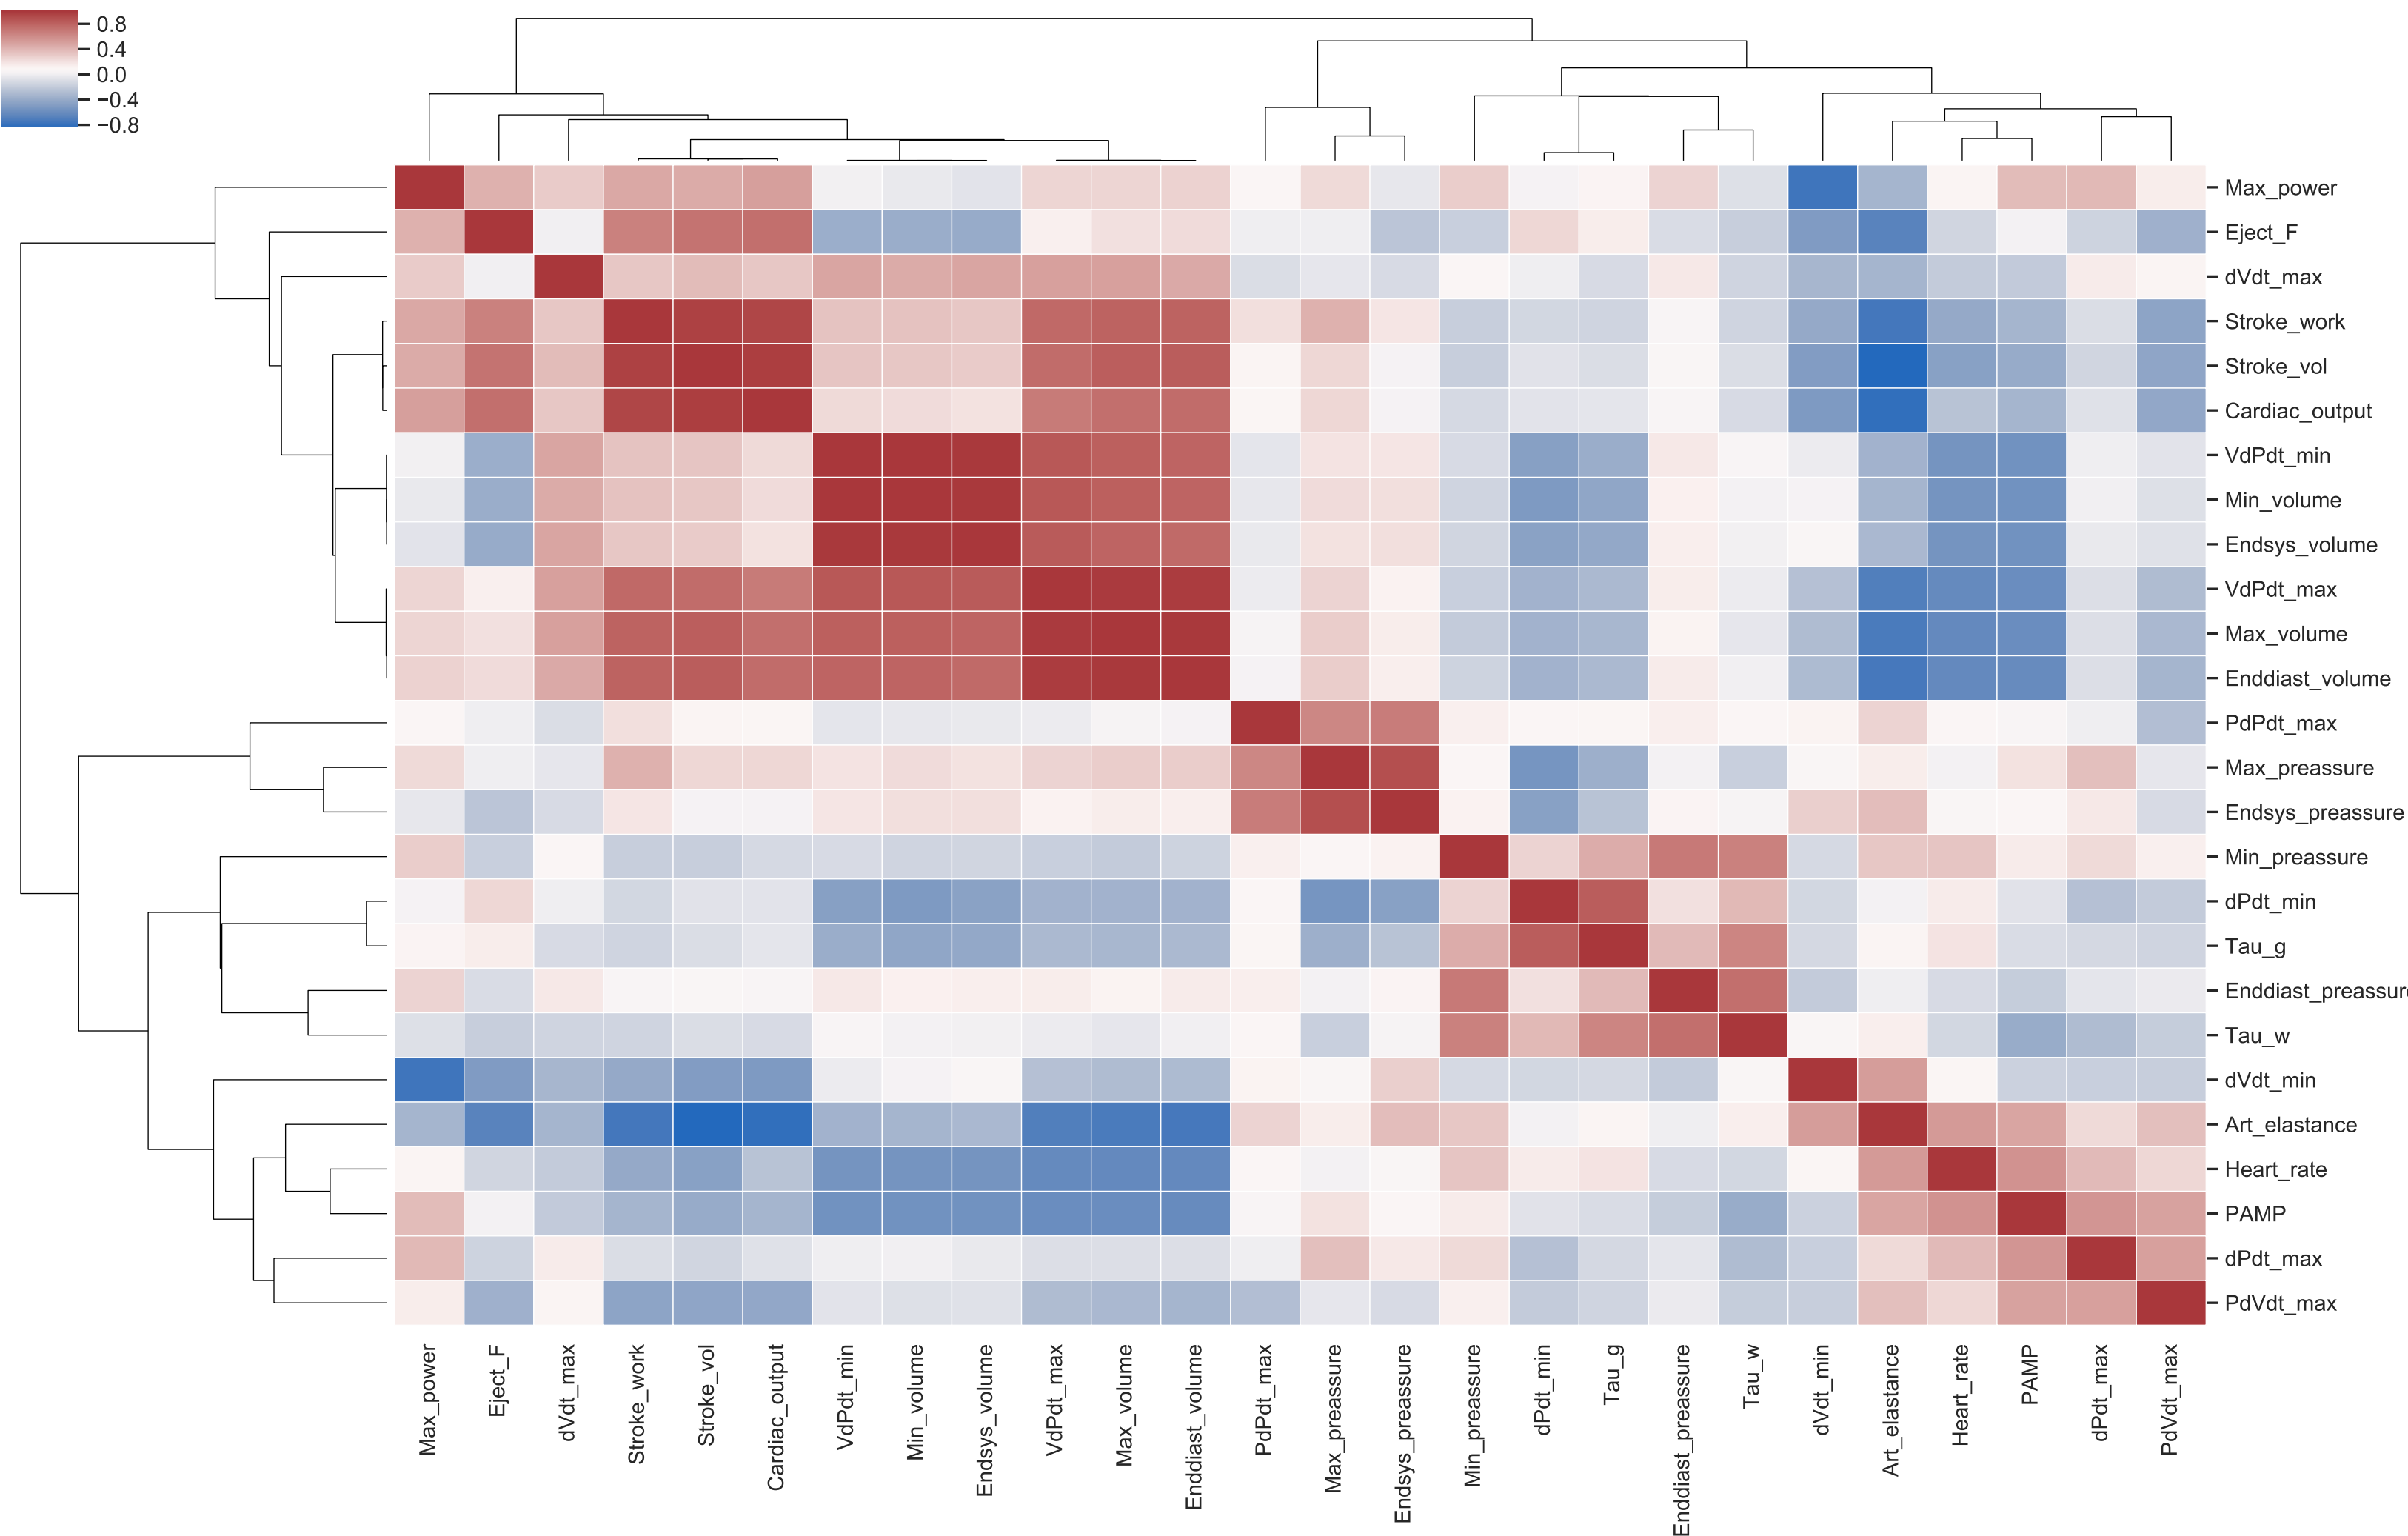 0.8
0.4
0.0
−0.4
−0.8
Max_power
Eject_F
dVdt_max
Stroke_work
Stroke_vol
Cardiac_output
VdPdt_min
Min_volume
Endsys_volume
VdPdt_max
Max_volume
Enddiast_volume
PdPdt_max
Max_preassure
Endsys_preassure
Min_preassure
dPdt_min
Tau_g
Enddiast_preassure
Tau_w
dVdt_min
Art_elastance
Heart_rate
PAMP
dPdt_max
PdVdt_max
Max_power
Eject_F
dVdt_max
Stroke_work
Stroke_vol
Cardiac_output
VdPdt_min
Min_volume
Endsys_volume
VdPdt_max
Max_volume
Enddiast_volume
PdPdt_max
Max_preassure
Endsys_preassure
Min_preassure
dPdt_min
Tau_g
Enddiast_preassure
Tau_w
dVdt_min
Art_elastance
Heart_rate
PAMP
dPdt_max
PdVdt_max